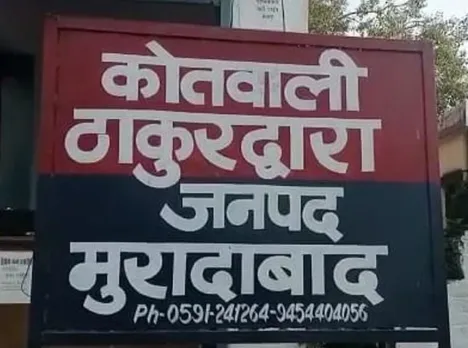 कोतवाली
ठाकुरद्वारा
जनपद
मुरादाबाद
Ph-0591-241264-9454404056